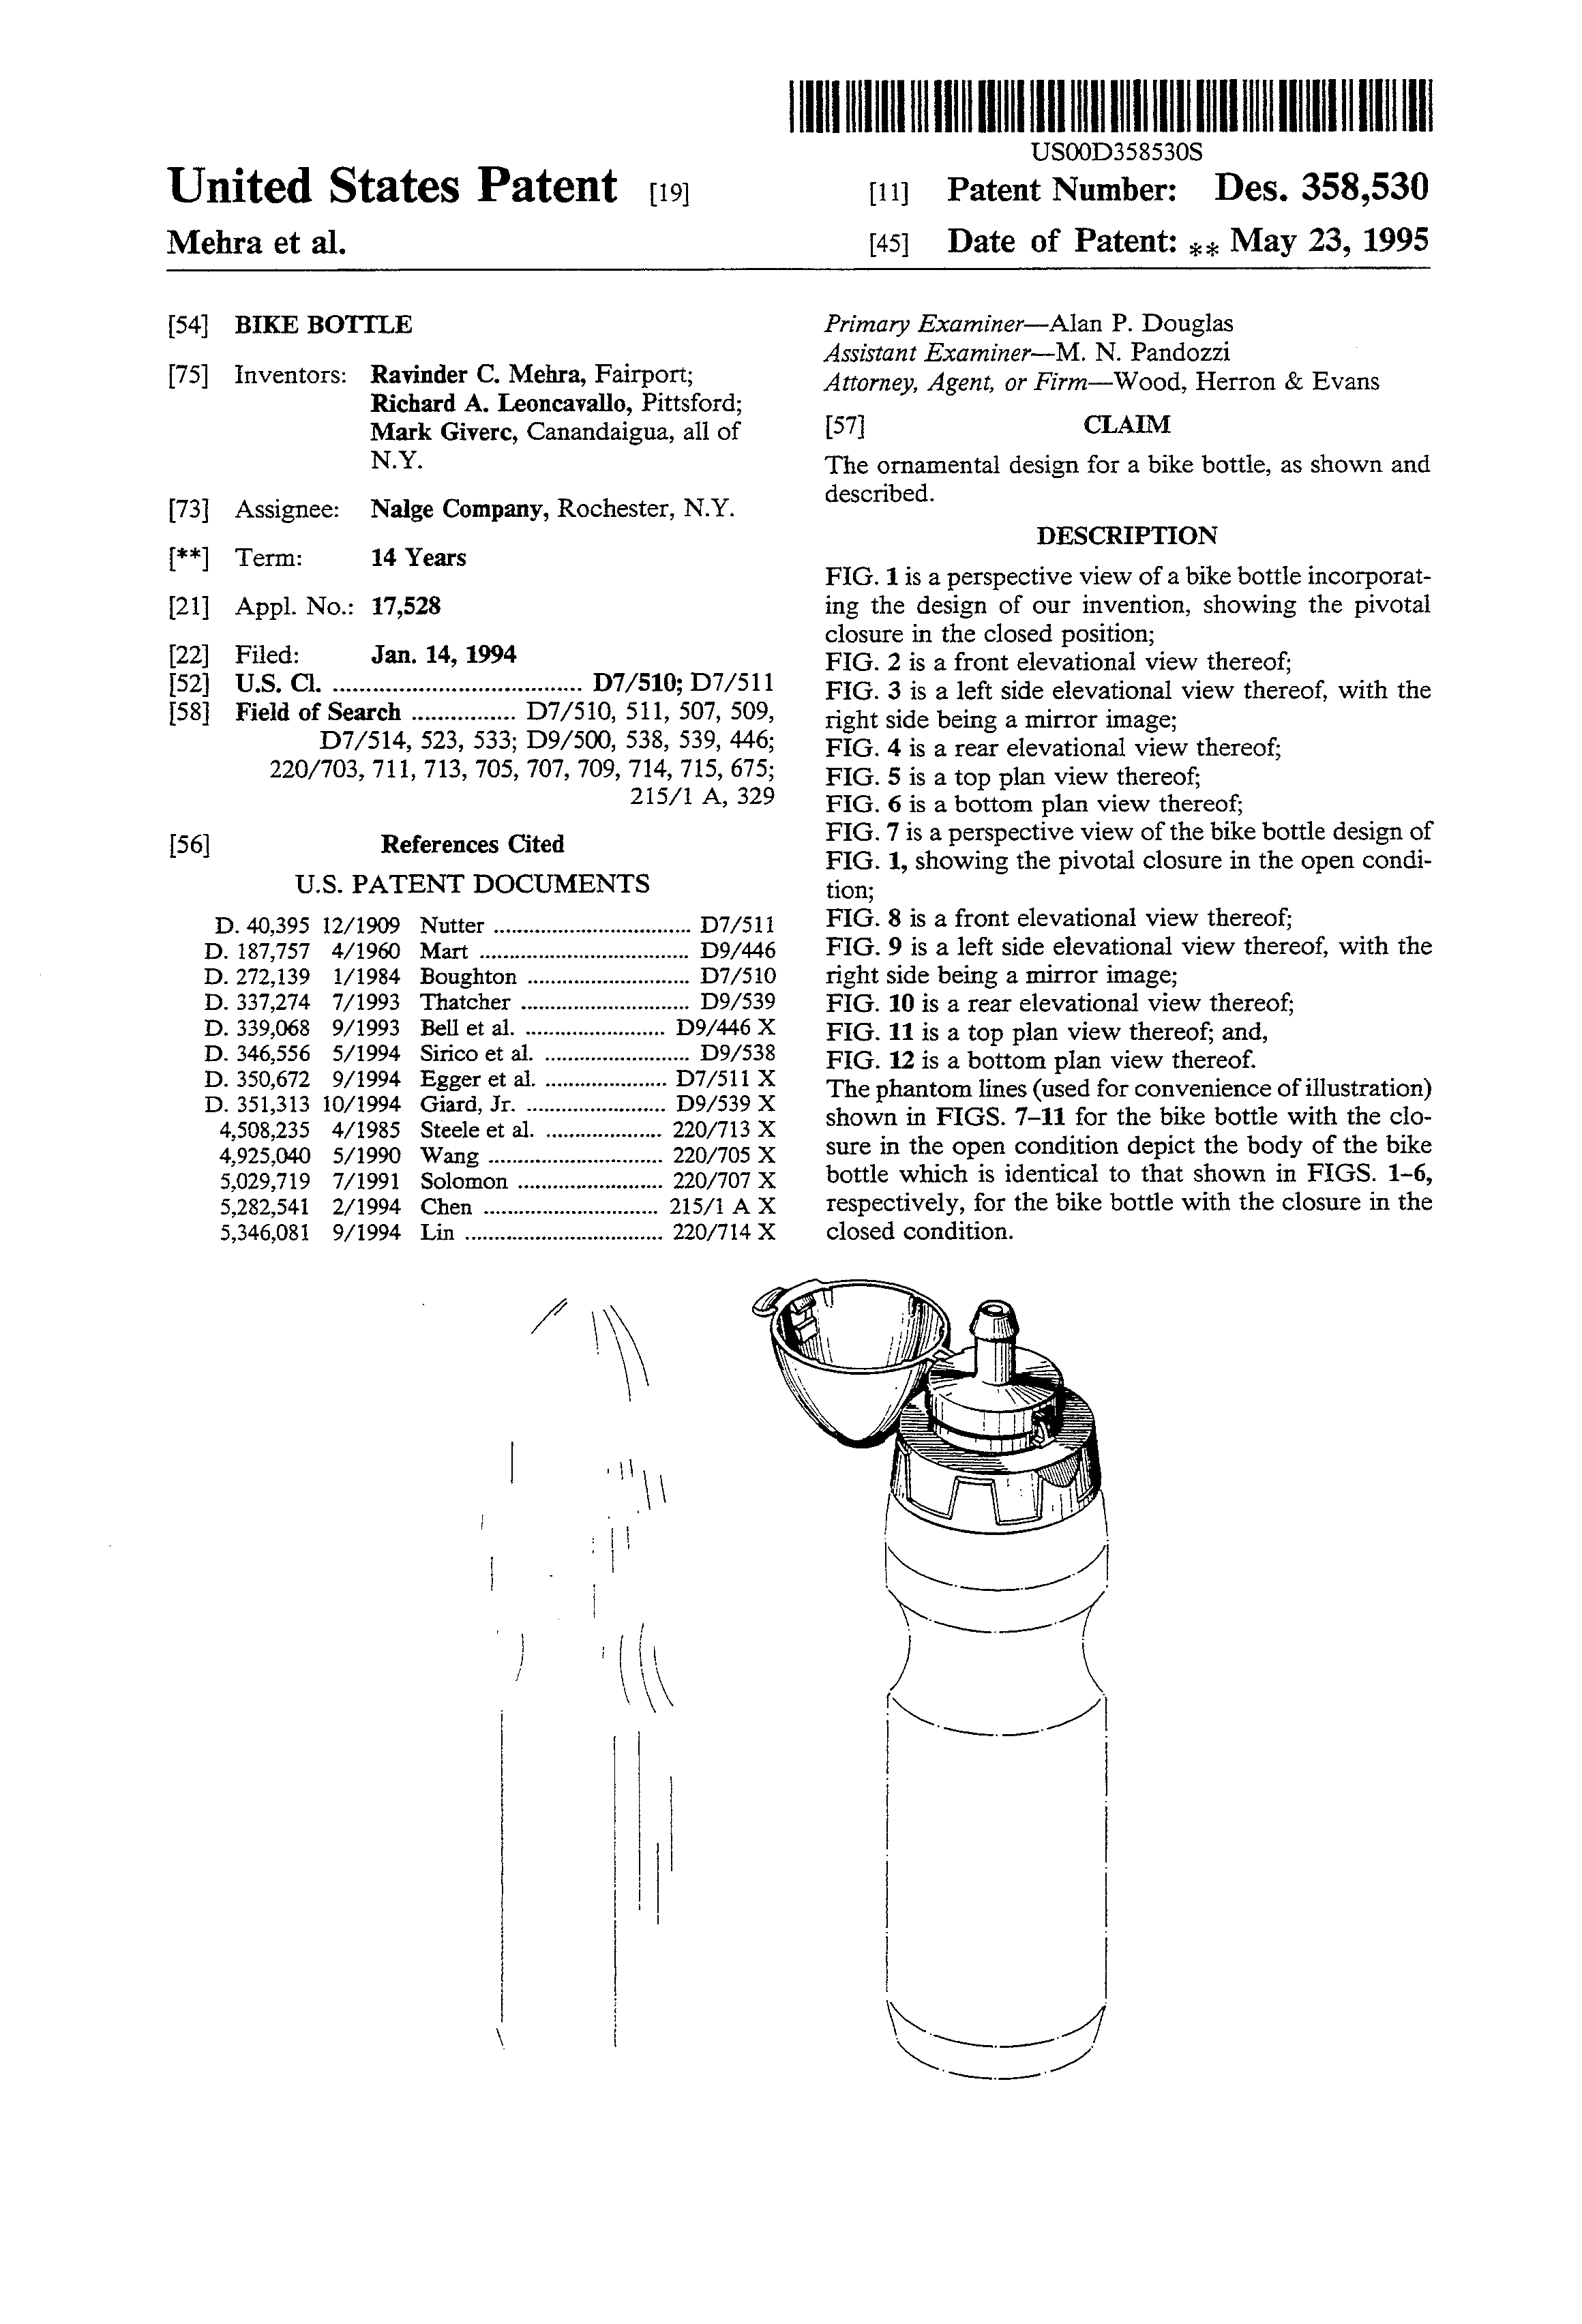 US00D358530S
United States Patent [19]
[11] Patent Number: Des. 358,530
Mehra et al.
[45] Date of Patent: ** May 23, 1995
[54] BIKE BOTTLE
[75] Inventors: Ravinder C. Mehra, Fairport;
Richard A. Leoncavallo, Pittsford;
Mark Giverc, Canandaigua, all of
N.Y.
[73] Assignee: Nalge Company, Rochester, N.Y.
[**] Term: 14 Years
[21] Appl. No.: 17,528
[22] Filed: Jan. 14, 1994
[52] U.S. Cl. .................................... D7/510; D7/511
[58] Field of Search ................ D7/510, 511, 507, 509,
D7/514, 523, 533; D9/500, 538, 539, 446;
220/703, 711, 713, 705, 707, 709, 714, 715, 675;
215/1 A, 329
[56] References Cited
U.S. PATENT DOCUMENTS
D. 40,395 12/1909 Nutter ................................. D7/511
D. 187,757 4/1960 Mart ................................... D9/446
D. 272,139 1/1984 Boughton ........................... D7/510
D. 337,274 7/1993 Thatcher ............................ D9/539
D. 339,068 9/1993 Bell et al. ........................ D9/446 X
D. 346,556 5/1994 Sirico et al. ........................ D9/538
D. 350,672 9/1994 Egger et al. ..................... D7/511 X
D. 351,313 10/1994 Giard, Jr. ....................... D9/539 X
4,508,235 4/1985 Steele et al. .................... 220/713 X
4,925,040 5/1990 Wang ............................. 220/705 X
5,029,719 7/1991 Solomon ........................ 220/707 X
5,282,541 2/1994 Chen ............................. 215/1 A X
5,346,081 9/1994 Lin ................................. 220/714 X
Primary Examiner—Alan P. Douglas
Assistant Examiner—M. N. Pandozzi
Attorney, Agent, or Firm—Wood, Herron & Evans
[57] CLAIM
The ornamental design for a bike bottle, as shown and
described.
DESCRIPTION
FIG. 1 is a perspective view of a bike bottle incorporat-
ing the design of our invention, showing the pivotal
closure in the closed position;
FIG. 2 is a front elevational view thereof;
FIG. 3 is a left side elevational view thereof, with the
right side being a mirror image;
FIG. 4 is a rear elevational view thereof;
FIG. 5 is a top plan view thereof;
FIG. 6 is a bottom plan view thereof;
FIG. 7 is a perspective view of the bike bottle design of
FIG. 1, showing the pivotal closure in the open condi-
tion;
FIG. 8 is a front elevational view thereof;
FIG. 9 is a left side elevational view thereof, with the
right side being a mirror image;
FIG. 10 is a rear elevational view thereof;
FIG. 11 is a top plan view thereof; and,
FIG. 12 is a bottom plan view thereof.
The phantom lines (used for convenience of illustration)
shown in FIGS. 7–11 for the bike bottle with the clo-
sure in the open condition depict the body of the bike
bottle which is identical to that shown in FIGS. 1–6,
respectively, for the bike bottle with the closure in the
closed condition.